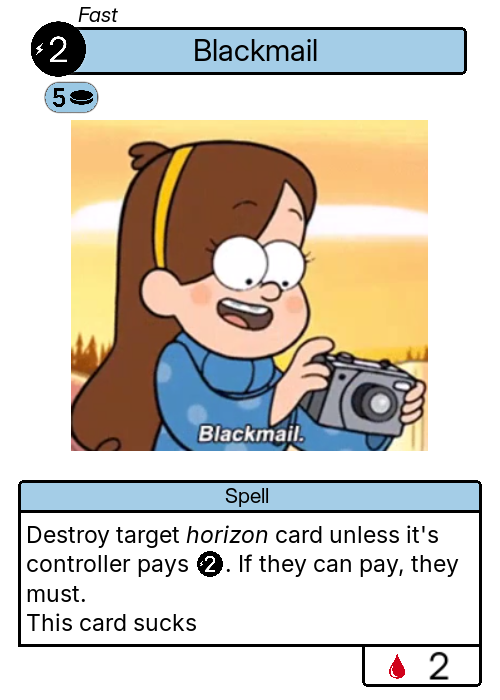 Fast
2 Blackmail
5
Blackmail.
Spell
Destroy target horizon card unless it's
controller pays 2. If they can pay, they
must.
This card sucks
2